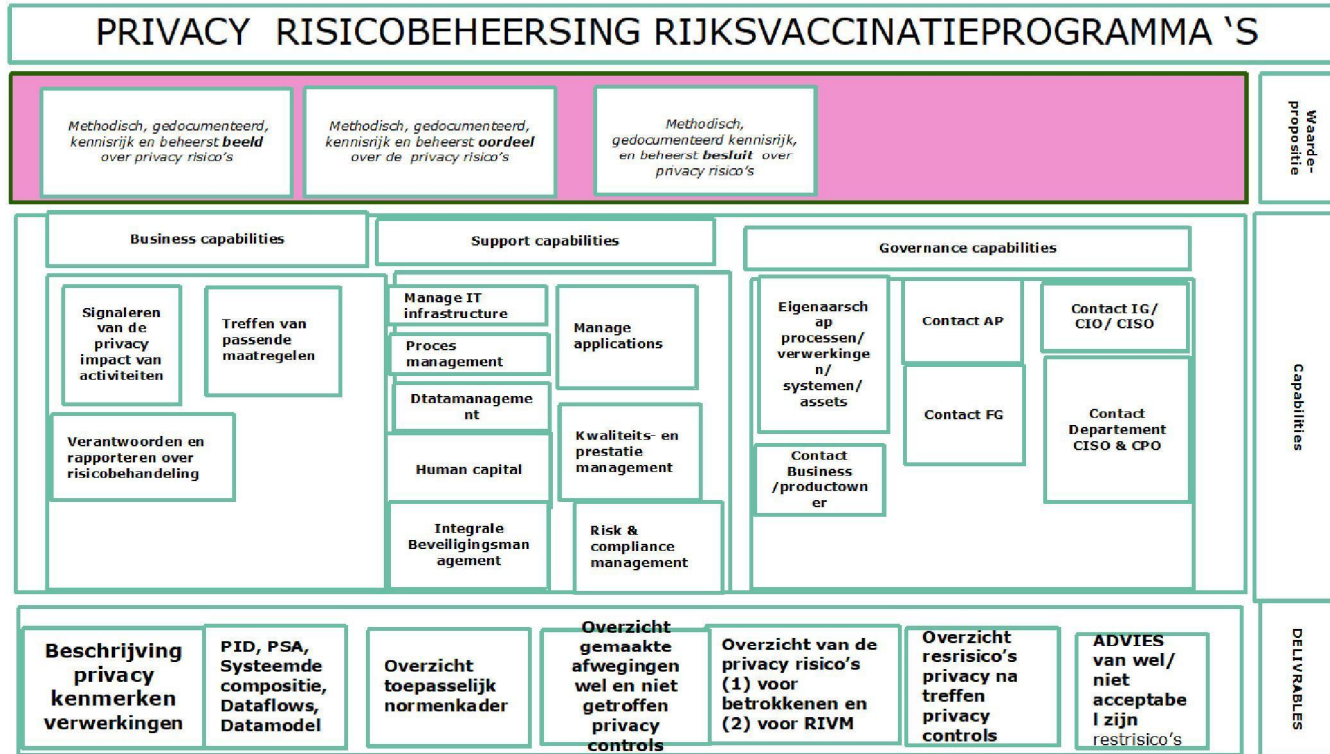 PRIVACY RISICOBEHEERSING RIJKSVACCINATIEPROGRAMMA ‘S
Methodisch, gedocumenteerd,
kennisrijk en beheerst beeld
over privacy risico’s
Methodisch, gedocumenteerd,
kennisrijk en beheerst oordeel
over de privacy risico’s
Methodisch,
gedocumenteerd kennisrijk,
en beheerst besluit over
privacy risico’s
Waarde-
propositie
Business capabilities
Support capabilities
Governance capabilities
Signaleren
van de
privacy
impact van
activiteiten
Treffen van
passende
maatregelen
Verantwoorden en
rapporteren over
risicobehandeling
Manage IT
infrastructure
Proces
management
Dtatamanageme
nt
Human capital
Integrale
Beveiligingsman
agement
Manage
applications
Kwaliteits- en
prestatie
management
Risk &
compliance
management
Eigenaarsch
ap
processen/
verwerkinge
n/
systemen/
assets
Contact
Business
/productown
er
Contact AP
Contact FG
Contact IG/
CIO/ CISO
Contact
Departement
CISO & CPO
Capabilities
Beschrijving
privacy
kenmerken
verwerkingen
PID, PSA,
Systeemde
compositie,
Dataflows,
Datamodel
Overzicht
toepasselijk
normenkader
Overzicht
gemaakte
afwegingen
wel en niet
getroffen
privacy
controls
Overzicht van de
privacy risico’s
(1) voor
betrokkenen en
(2) voor RIVM
Overzicht
resrisico’s
privacy na
treffen
privacy
controls
ADVIES
van wel/
niet
acceptabe
l zijn
restrisico’s
DELIVRABLES